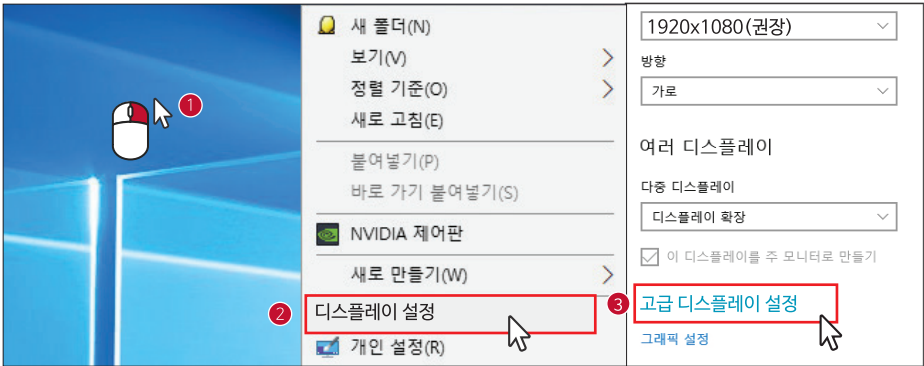 1
새 폴더(N)
보기(V)
정렬 기준(O)
새로 고침(E)
붙여넣기(P)
바로 가기 붙여넣기(S)
NVIDIA 제어판
새로 만들기(W)
2
디스플레이 설정
개인 설정(R)
1920x1080(권장)
방향
가로
여러 디스플레이
다중 디스플레이
디스플레이 확장
이 디스플레이를 주 모니터로 만들기
3
고급 디스플레이 설정
그래픽 설정